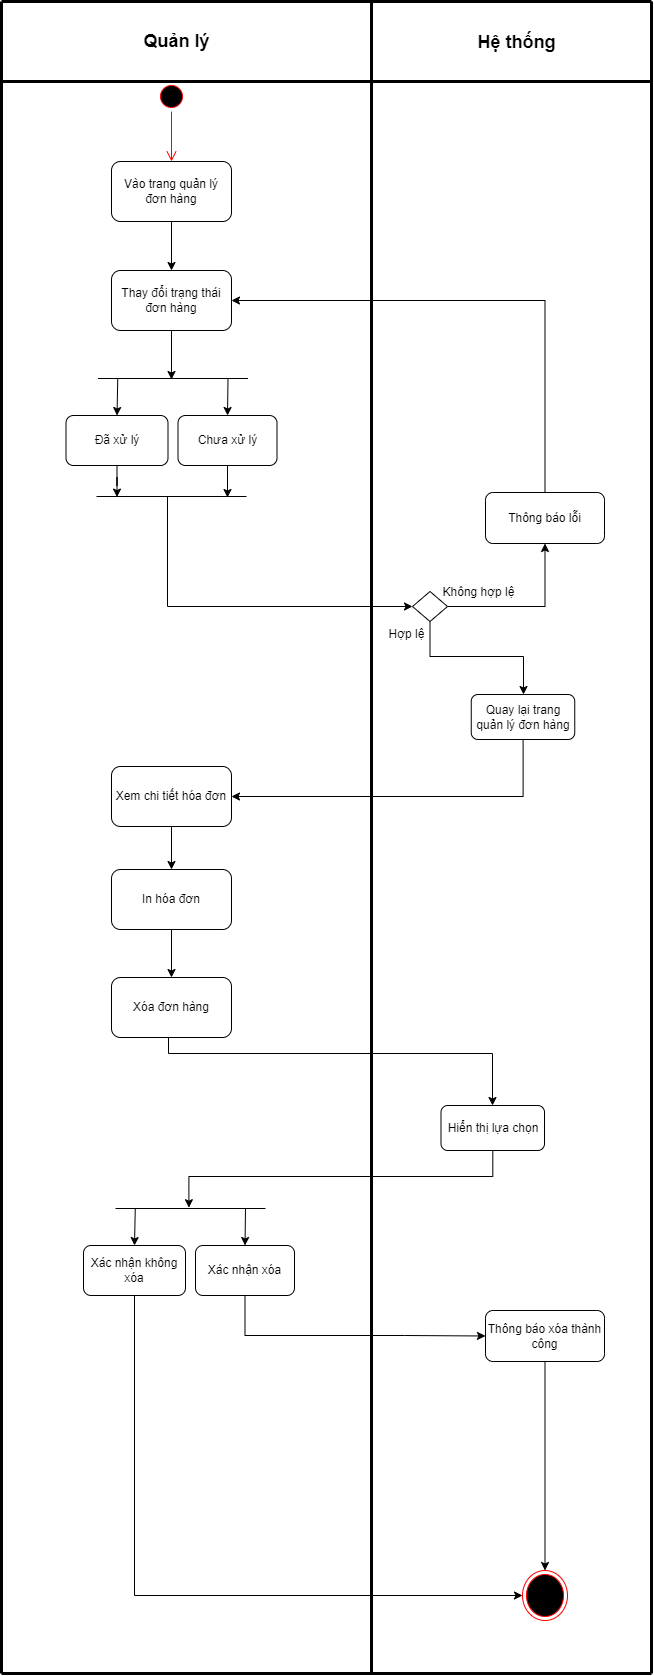 Quản lý
Hệ thống
Vào trang quản lý
đơn hàng
Thay đổi trạng thái
đơn hàng
Đã xử lý
Chưa xử lý
Thông báo lỗi
Không hợp lệ
Hợp lệ
Quay lại trang
quản lý đơn hàng
Xem chi tiết hóa đơn
In hóa đơn
Xóa đơn hàng
Hiển thị lựa chọn
Xác nhận không
xóa
Xác nhận xóa
Thông báo xóa thành
công